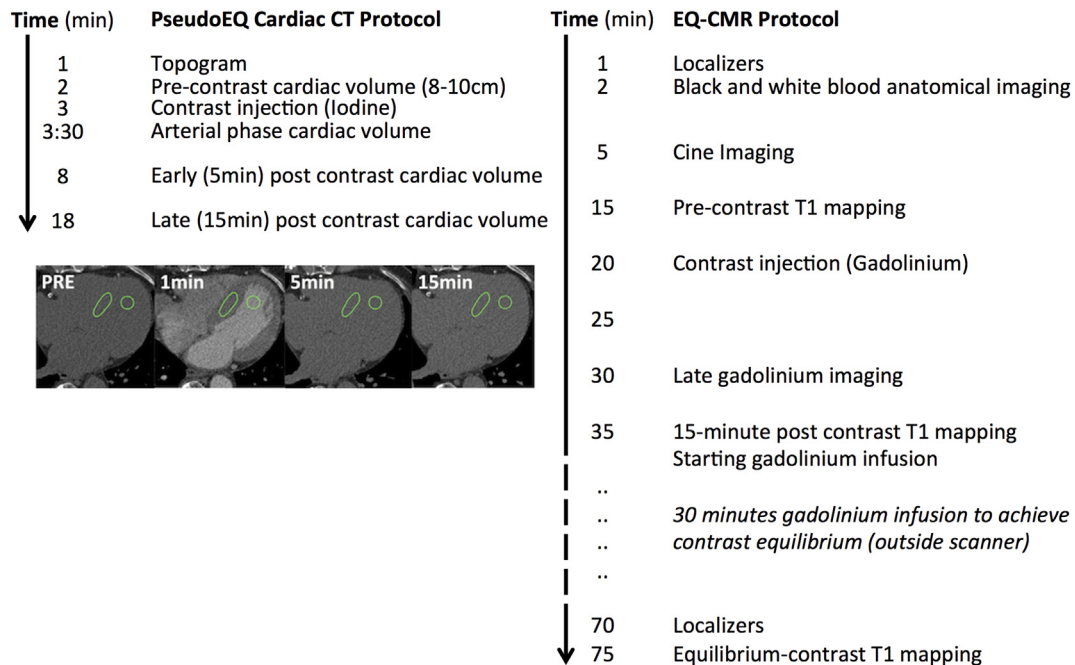 Time (min) PseudoEQ Cardiac CT Protocol
1 Topogram
2 Pre-contrast cardiac volume (8-10cm)
3 Contrast injection (Iodine)
3:30 Arterial phase cardiac volume
8 Early (5min) post contrast cardiac volume
18 Late (15min) post contrast cardiac volume
PRE 1min 5min 15min
Time (min) EQ-CMR Protocol
1 Localizers
2 Black and white blood anatomical imaging
5 Cine Imaging
15 Pre-contrast T1 mapping
20 Contrast injection (Gadolinium)
25
30 Late gadolinium imaging
35 15-minute post contrast T1 mapping
Starting gadolinium infusion
..
.. 30 minutes gadolinium infusion to achieve
.. contrast equilibrium (outside scanner)
..
70 Localizers
75 Equilibrium-contrast T1 mapping